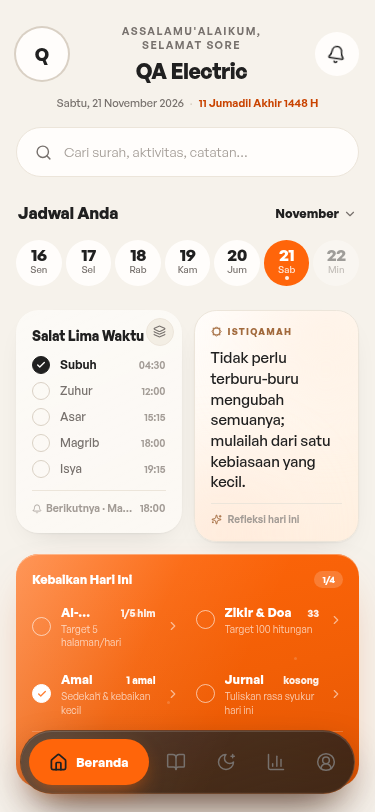 Q
ASSALAMU'ALAIKUM,
SELAMAT SORE
QA Electric
Sabtu, 21 November 2026 · 11 Jumadil Akhir 1448 H
Cari surah, aktivitas, catatan...
Jadwal Anda
November
16 17 18 19 20 21 22
Sen Sel Rab Kam Jum Sab Min
Salat Lima Waktu
Subuh 04:30
Zuhur 12:00
Asar 15:15
Magrib 18:00
Isya 19:15
Berikutnya · Ma... 18:00
ISTIQAMAH
Tidak perlu
terburu-buru
mengubah
semuanya;
mulailah dari satu
kebiasaan yang
kecil.
Refleksi hari ini
Kebaikan Hari Ini 1/4
Al-... 1/5 hlm
Target 5
halaman/hari
Zikir & Doa 33
Target 100 hitungan
Amal 1 amal
Sedekah & kebaikan
kecil
Jurnal kosong
Tuliskan rasa syukur
hari ini
Beranda